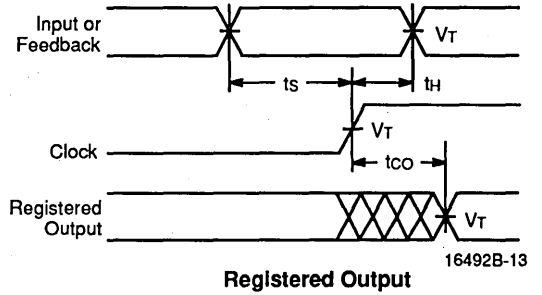 Input or
Feedback
VT
tS
tH
VT
Clock
tCO
Registered
Output
VT
16492B-13
Registered Output